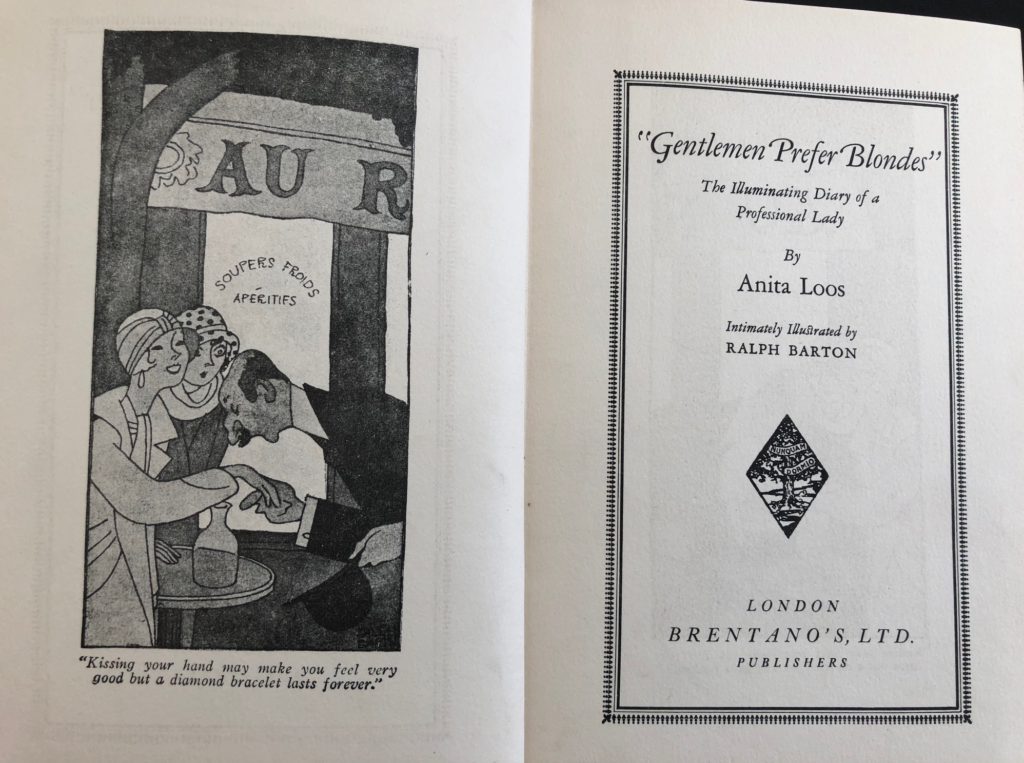 AU R
SOUPERS FROIDS
APÉRITIFS
"Kissing your hand may make you feel very
good but a diamond bracelet lasts forever."
"Gentlemen Prefer Blondes"
The Illuminating Diary of a
Professional Lady
By
Anita Loos
Intimately Illustrated by
RALPH BARTON
NUNQUAM
DORMIO
LONDON
BRENTANO'S, LTD.
PUBLISHERS